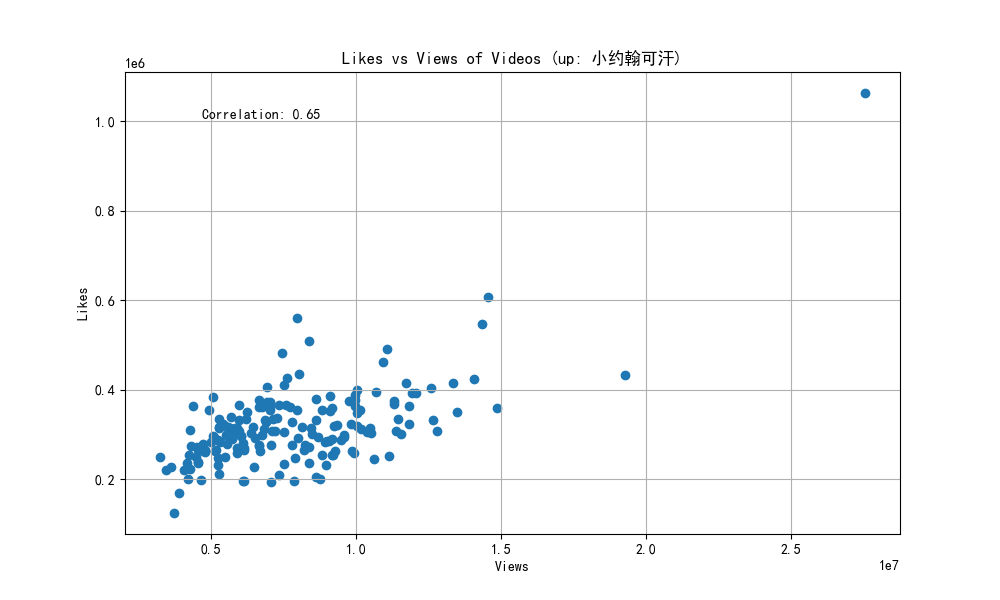 Likes vs Views of Videos (up: 小约翰可汗)
1e6
Correlation: 0.65
1.0
0.8
0.6
0.4
0.2
Likes
0.5
1.0
1.5
2.0
2.5
1e7
Views